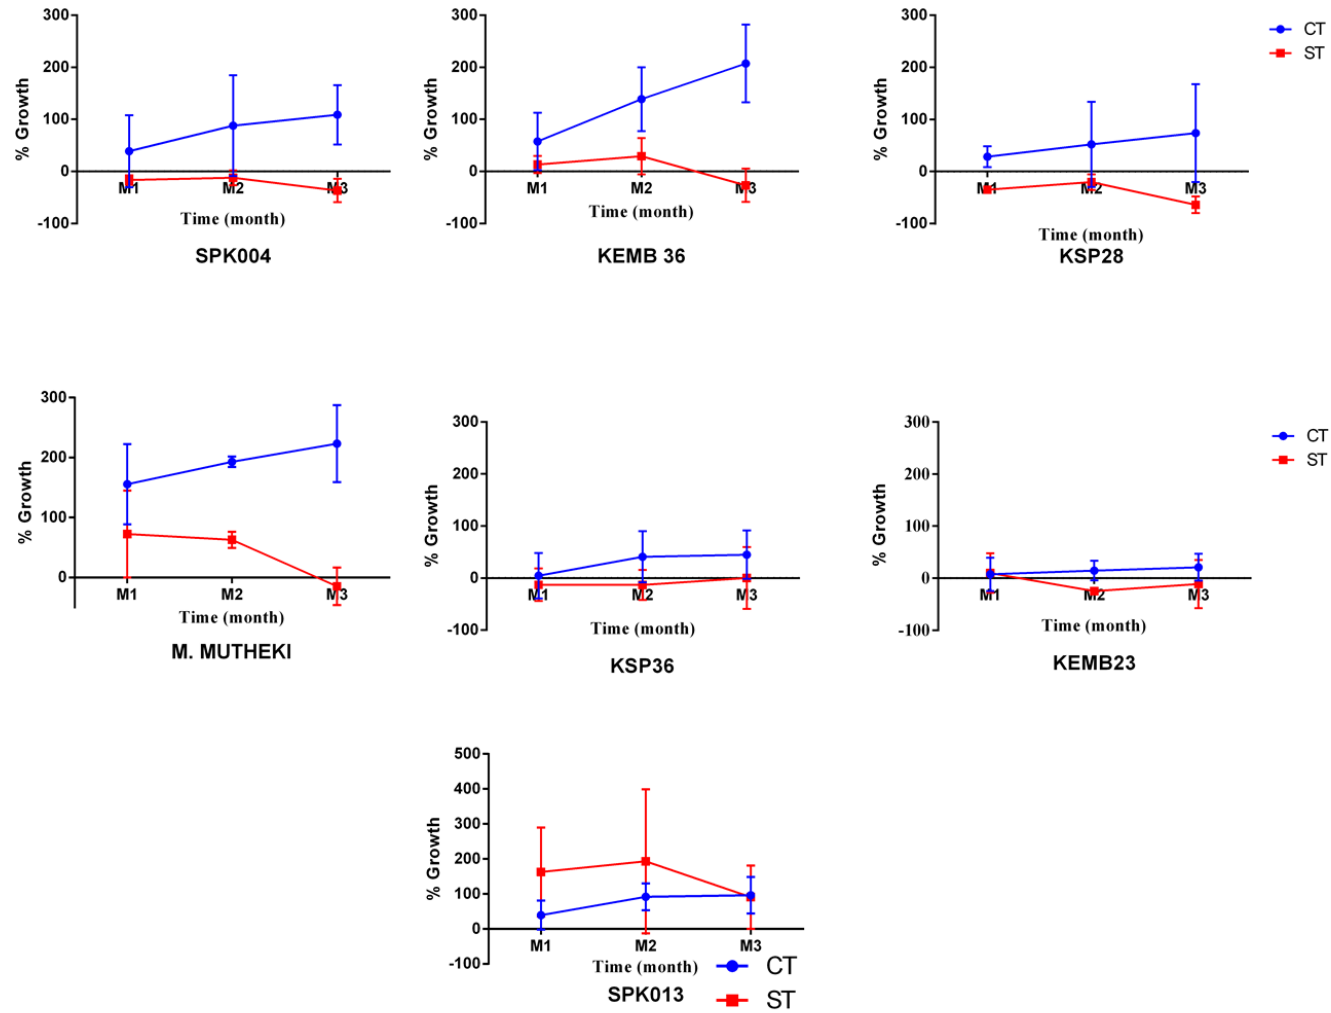 300
200
100
0
-100
% Growth
M1 M2 M3
Time (month)
SPK004
300
200
100
0
-100
% Growth
M1 M2 M3
Time (month)
KEMB 36
300
200
100
0
-100
% Growth
M1 M2 M3
Time (month)
KSP28
CT
ST
300
200
100
0
% Growth
M1 M2 M3
Time (month)
M. MUTHEKI
300
200
100
0
-100
% Growth
M1 M2 M3
Time (month)
KSP36
300
200
100
0
-100
% Growth
M1 M2 M3
Time (month)
KEMB23
CT
ST
500
400
300
200
100
0
-100
% Growth
M1 M2 M3
Time (month)
SPK013
CT
ST